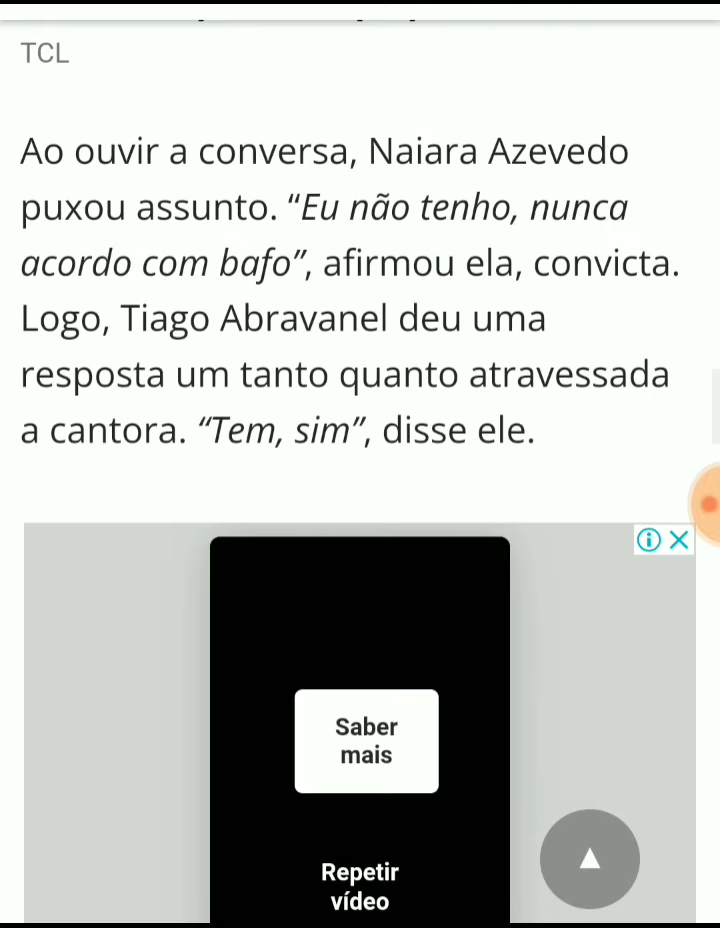 TCL
Ao ouvir a conversa, Naiara Azevedo
puxou assunto. “Eu não tenho, nunca
acordo com bafo”, afirmou ela, convicta.
Logo, Tiago Abravanel deu uma
resposta um tanto quanto atravessada
a cantora. “Tem, sim”, disse ele.
Saber
mais
Repetir
vídeo